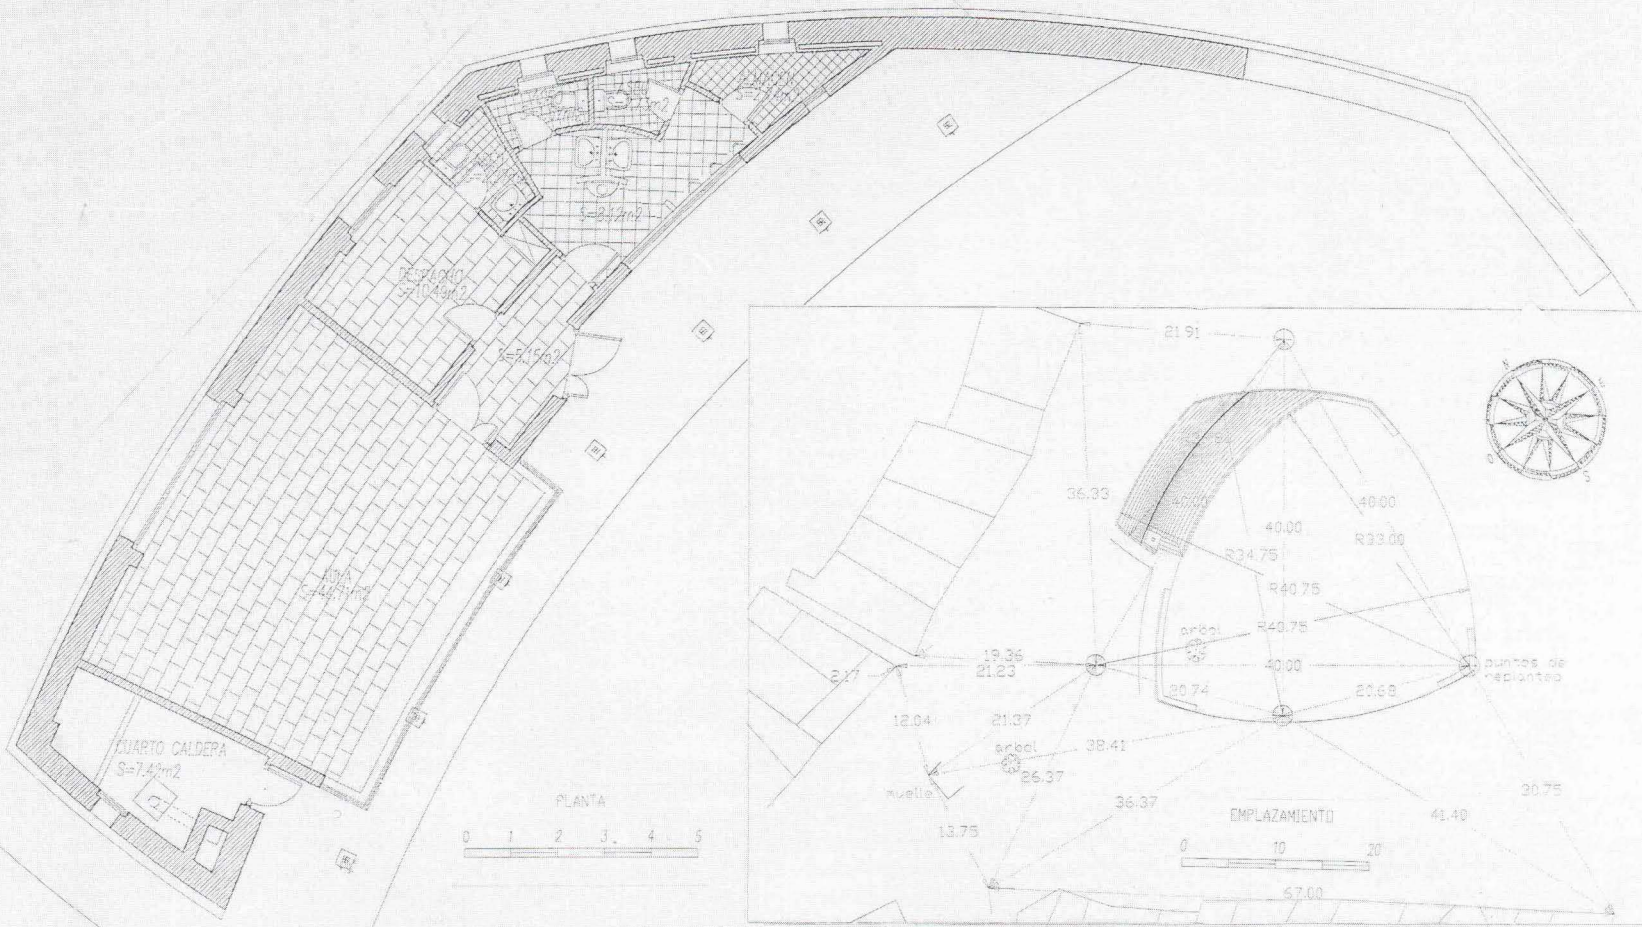 DESPACHO
S=10.49m2
S=5.15m2
AULA
CUARTO CALDERA
S=7.42m2
PLANTA
0 1 2 3 4 5
21.91
36.33
40.00
40.00
R34.75
R33.00
R40.75
R40.75
arbol
40.00
19.36
21.23
2.17
20.74
20.68
puntos de
replanteo
12.04
21.37
38.41
arbol
26.37
muelle
13.75
36.37
30.75
41.40
EMPLAZAMIENTO
0 10 20
67.00
N
E
S
O